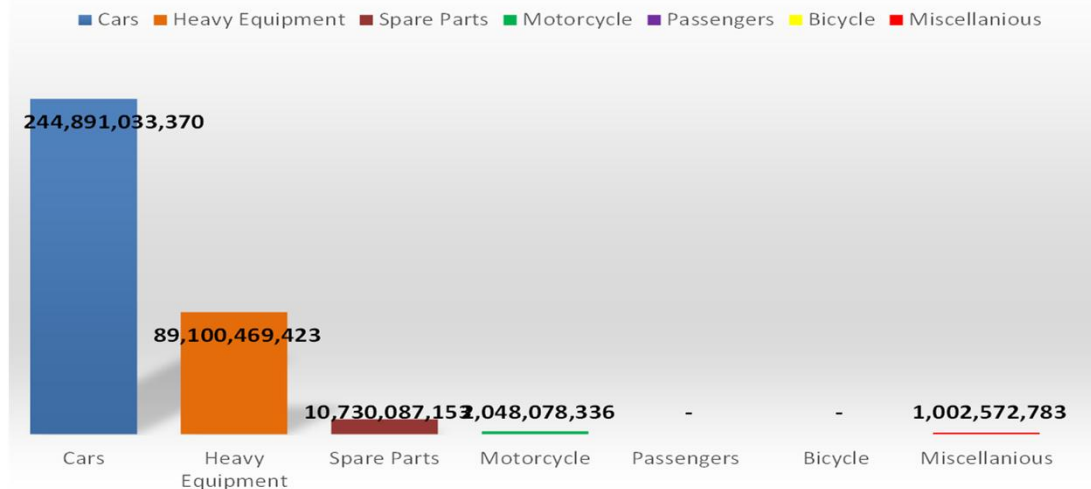 Cars Heavy Equipment Spare Parts Motorcycle Passengers Bicycle Miscellanious
244,891,033,370
89,100,469,423
10,730,087,153 2,048,078,336 - - 1,002,572,783
Cars Heavy Spare Parts Motorcycle Passengers Bicycle Miscellanious
Equipment